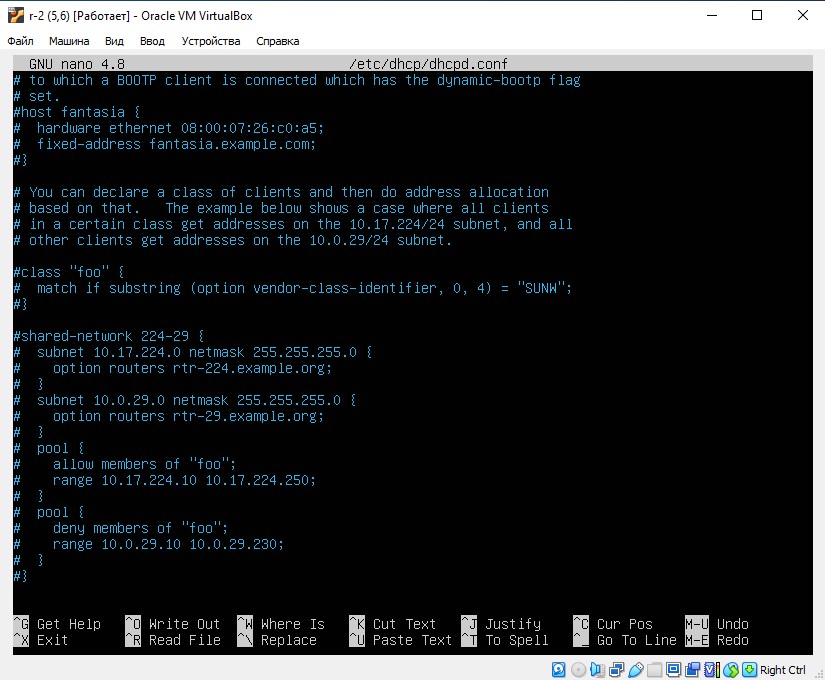 r-2 (5,6) [Работает] - Oracle VM VirtualBox
Файл Машина Вид Ввод Устройства Справка
GNU nano 4.8 /etc/dhcp/dhcpd.conf
# to which a BOOTP client is connected which has the dynamic-bootp flag
# set.
#host fantasia {
#  hardware ethernet 08:00:07:26:c0:a5;
#  fixed-address fantasia.example.com;
#}
# You can declare a class of clients and then do address allocation
# based on that.   The example below shows a case where all clients
# in a certain class get addresses on the 10.17.224/24 subnet, and all
# other clients get addresses on the 10.0.29/24 subnet.
#class "foo" {
#  match if substring (option vendor-class-identifier, 0, 4) = "SUNW";
#}
#shared-network 224-29 {
#  subnet 10.17.224.0 netmask 255.255.255.0 {
#    option routers rtr-224.example.org;
#  }
#  subnet 10.0.29.0 netmask 255.255.255.0 {
#    option routers rtr-29.example.org;
#  }
#  pool {
#    allow members of "foo";
#    range 10.17.224.10 10.17.224.250;
#  }
#  pool {
#    deny members of "foo";
#    range 10.0.29.10 10.0.29.230;
#  }
#}
^G Get Help ^O Write Out ^W Where Is ^K Cut Text ^J Justify ^C Cur Pos M-U Undo
^X Exit ^R Read File ^\ Replace ^U Paste Text ^T To Spell ^_ Go To Line M-E Redo
Right Ctrl